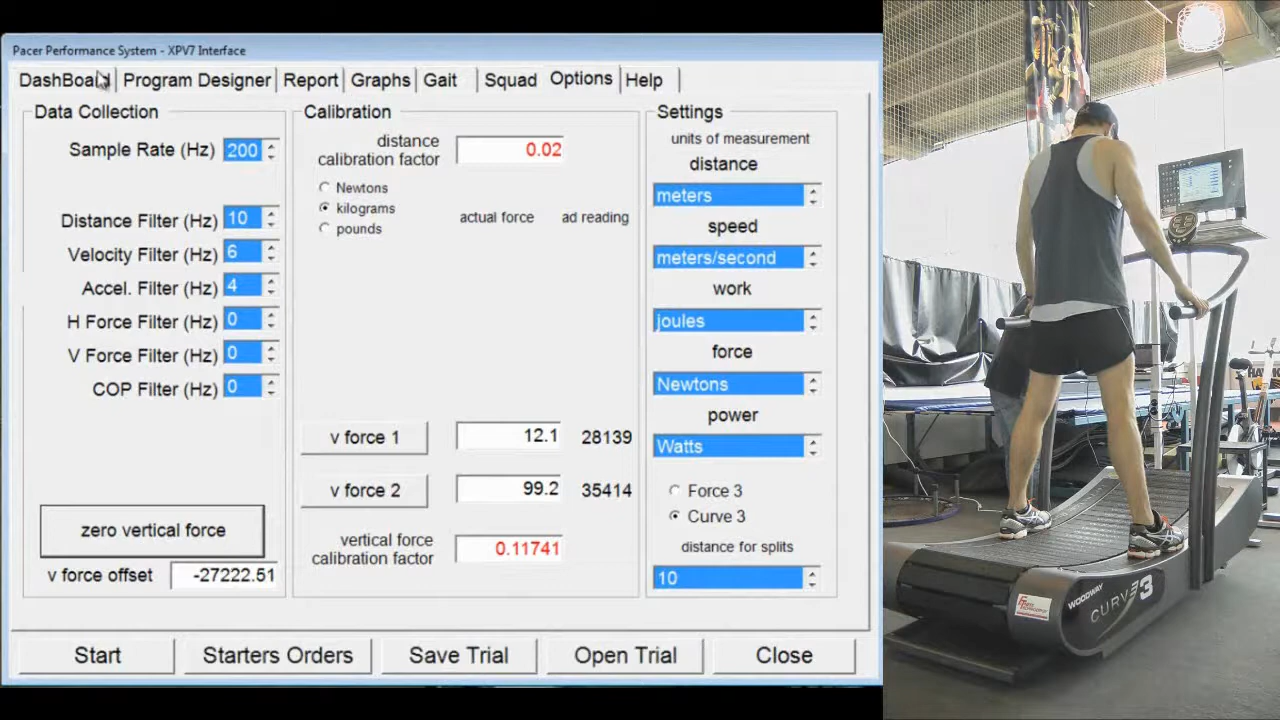 Pacer Performance System - XPV7 Interface
DashBoard Program Designer Report Graphs Gait Squad Options Help
Data Collection
Sample Rate (Hz) 200
Distance Filter (Hz) 10
Velocity Filter (Hz) 6
Accel. Filter (Hz) 4
H Force Filter (Hz) 0
V Force Filter (Hz) 0
COP Filter (Hz) 0
zero vertical force
v force offset -27222.51
Calibration
distance
calibration factor 0.02
Newtons
kilograms
pounds
actual force ad reading
v force 1 12.1 28139
v force 2 99.2 35414
vertical force
calibration factor 0.11741
Settings
units of measurement
distance
meters
speed
meters/second
work
joules
force
Newtons
power
Watts
Force 3
Curve 3
distance for splits
10
Start Starters Orders Save Trial Open Trial Close
WOODWAY
CURVE 3